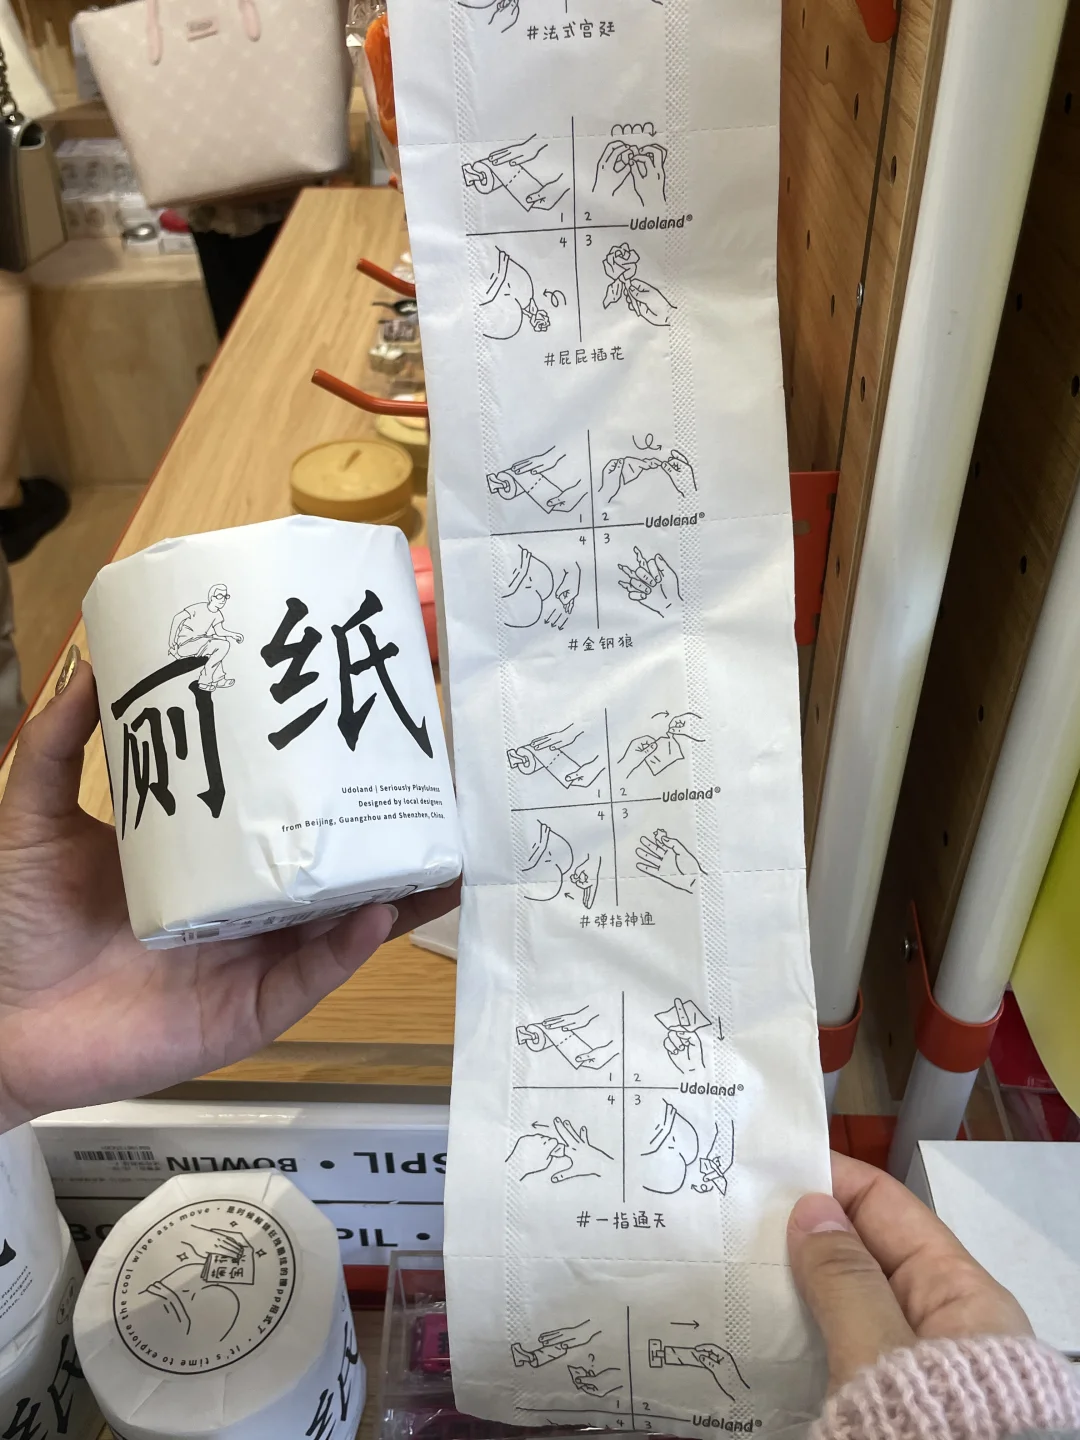 #法式宫廷
1 2
Udoland®
4 3
#屁屁插花
1 2
Udoland®
4 3
#金钢狼
1 2
Udoland®
4 3
#弹指神通
1 2
Udoland®
4 3
#一指通天
?
1 2
Udoland®
4 3
厕纸
Udoland | Seriously Playfulness
Designed by local designers
from Beijing, Guangzhou and Shenzhen, China.
SPIL • BOWLIN
SPIL •
it's time to explore the cool wipe ass move